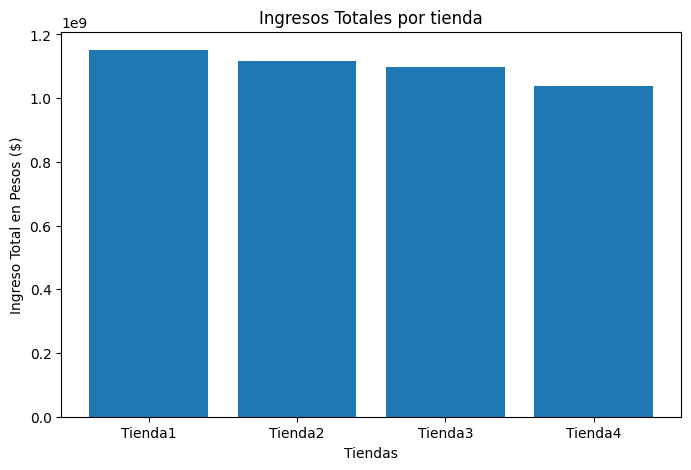 Ingresos Totales por tienda
1e9
Ingreso Total en Pesos ($)
1.2
1.0
0.8
0.6
0.4
0.2
0.0
Tienda1 Tienda2 Tienda3 Tienda4
Tiendas